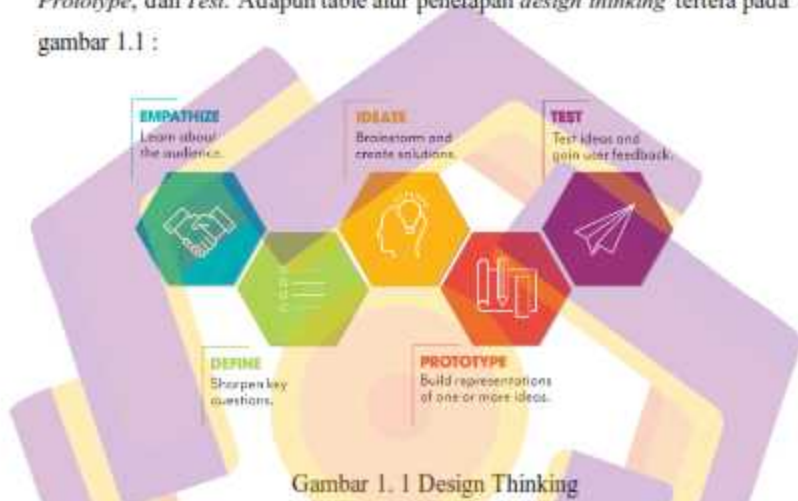 Prototype, dan Test. Adapun table alur penerapan design thinking tertera pada
gambar 1.1 :
EMPATHIZE
Learn about
the audience.
IDEATE
Brainstorm and
create solutions.
TEST
Test ideas and
gain user feedback.
DEFINE
Sharpen key
questions.
PROTOTYPE
Build representations
of one or more ideas.
Gambar 1. 1 Design Thinking